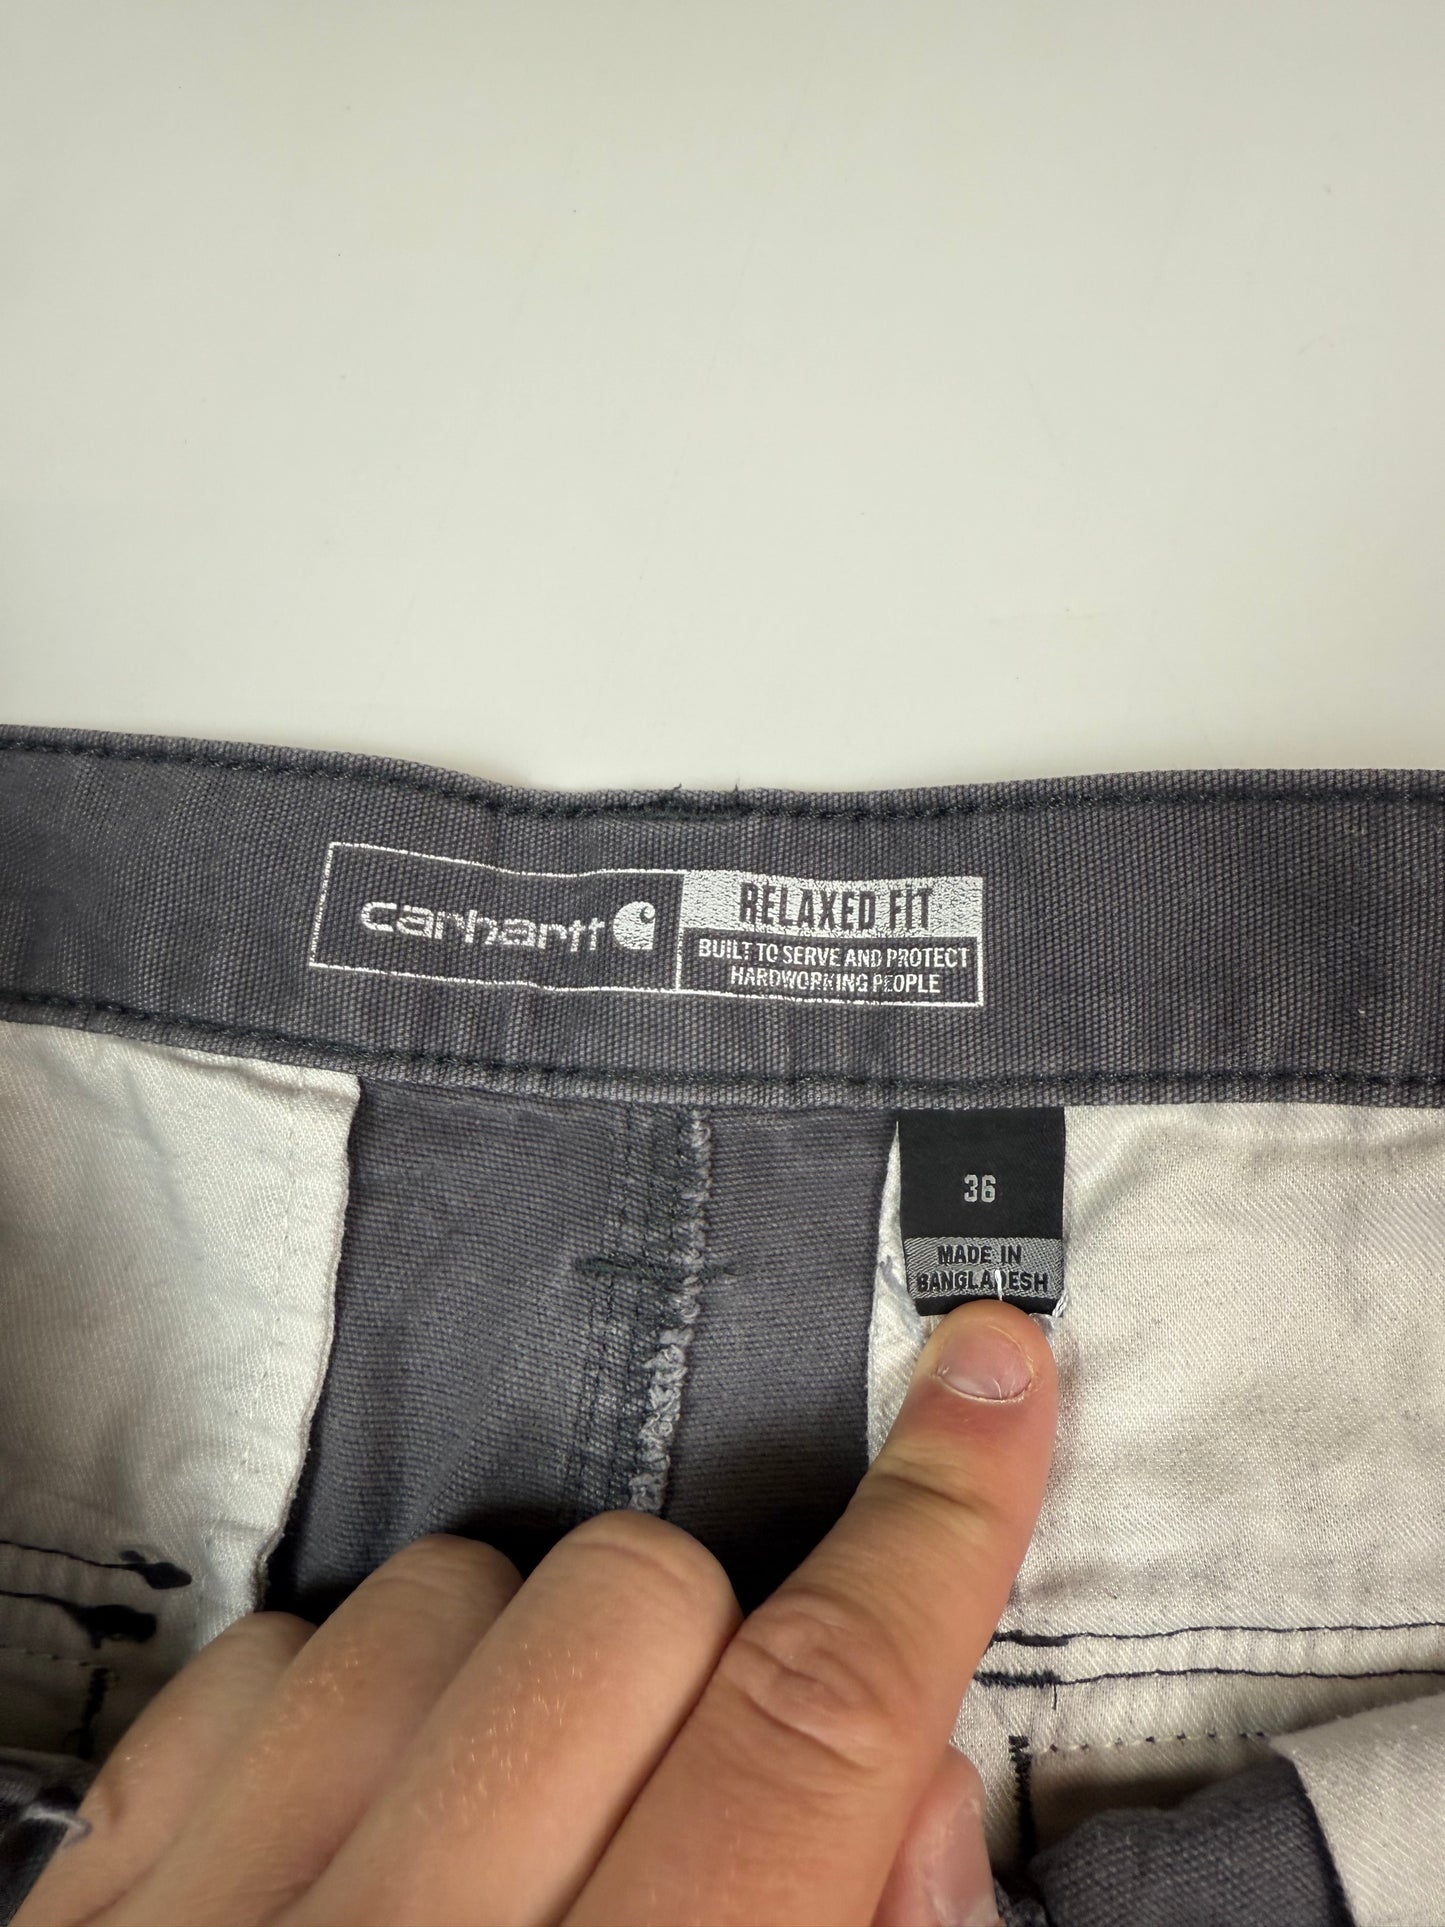 carhartt
RELAXED FIT
BUILT TO SERVE AND PROTECT
HARDWORKING PEOPLE
36
MADE IN
BANGLADESH